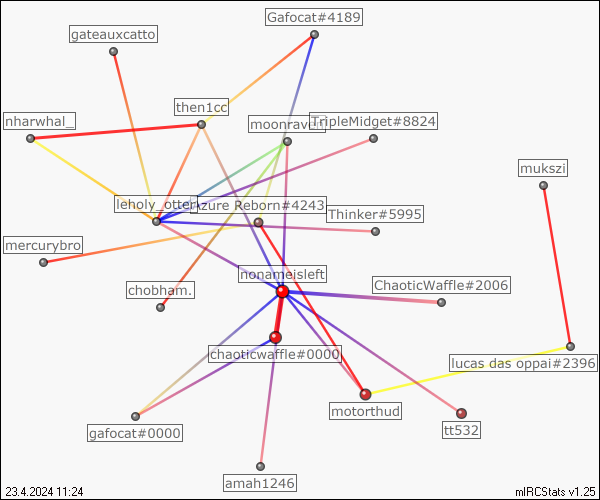 Gafocat#4189
gateauxcatto
then1cc
nharwhal_
moonraven
TripleMidget#8824
mukszi
leholy_otter
Azure Reborn#4243
Thinker#5995
mercurybro
nonameisleft
chobham.
ChaoticWaffle#2006
chaoticwaffle#0000
lucas das oppai#2396
motorthud
gafocat#0000
tt532
amah1246
23.4.2024 11:24
mIRCStats v1.25